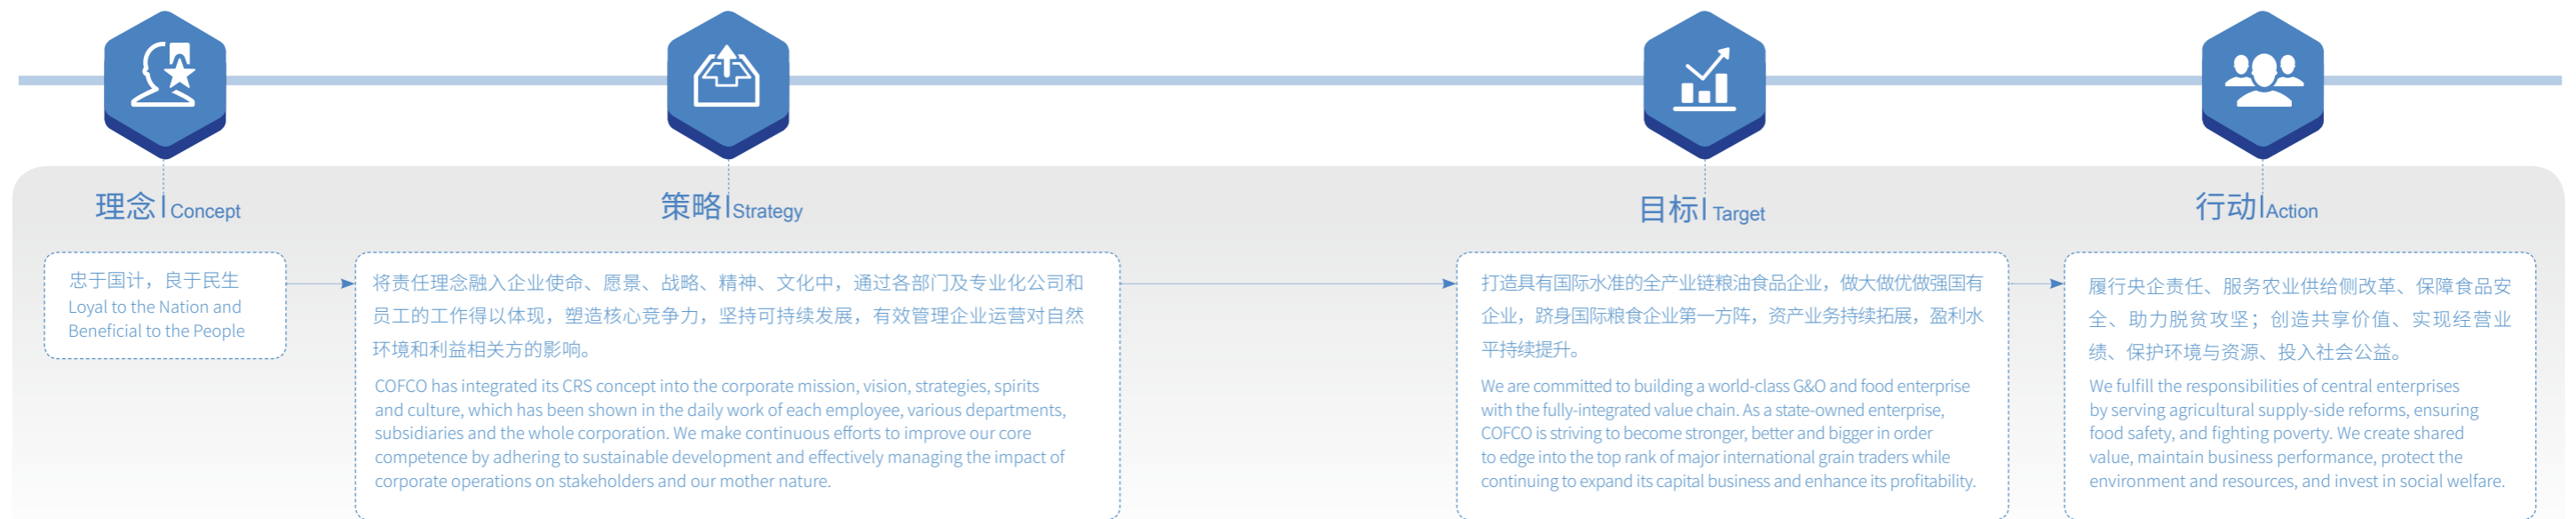 理念 Concept
忠于国计，良于民生
Loyal to the Nation and
Beneficial to the People
策略 Strategy
将责任理念融入企业使命、愿景、战略、精神、文化中，通过各部门及专业化公司和
员工的工作得以体现，塑造核心竞争力，坚持可持续发展，有效管理企业运营对自然
环境和利益相关方的影响。
COFCO has integrated its CRS concept into the corporate mission, vision, strategies, spirits
and culture, which has been shown in the daily work of each employee, various departments,
subsidiaries and the whole corporation. We make continuous efforts to improve our core
competence by adhering to sustainable development and effectively managing the impact of
corporate operations on stakeholders and our mother nature.
目标 Target
打造具有国际水准的全产业链粮油食品企业，做大做优做强国有
企业，跻身国际粮食企业第一方阵，资产业务持续拓展，盈利水
平持续提升。
We are committed to building a world-class G&O and food enterprise
with the fully-integrated value chain. As a state-owned enterprise,
COFCO is striving to become stronger, better and bigger in order
to edge into the top rank of major international grain traders while
continuing to expand its capital business and enhance its profitability.
行动 Action
履行央企责任、服务农业供给侧改革、保障食品安
全、助力脱贫攻坚；创造共享价值、实现经营业
绩、保护环境与资源、投入社会公益。
We fulfill the responsibilities of central enterprises
by serving agricultural supply-side reforms, ensuring
food safety, and fighting poverty. We create shared
value, maintain business performance, protect the
environment and resources, and invest in social welfare.